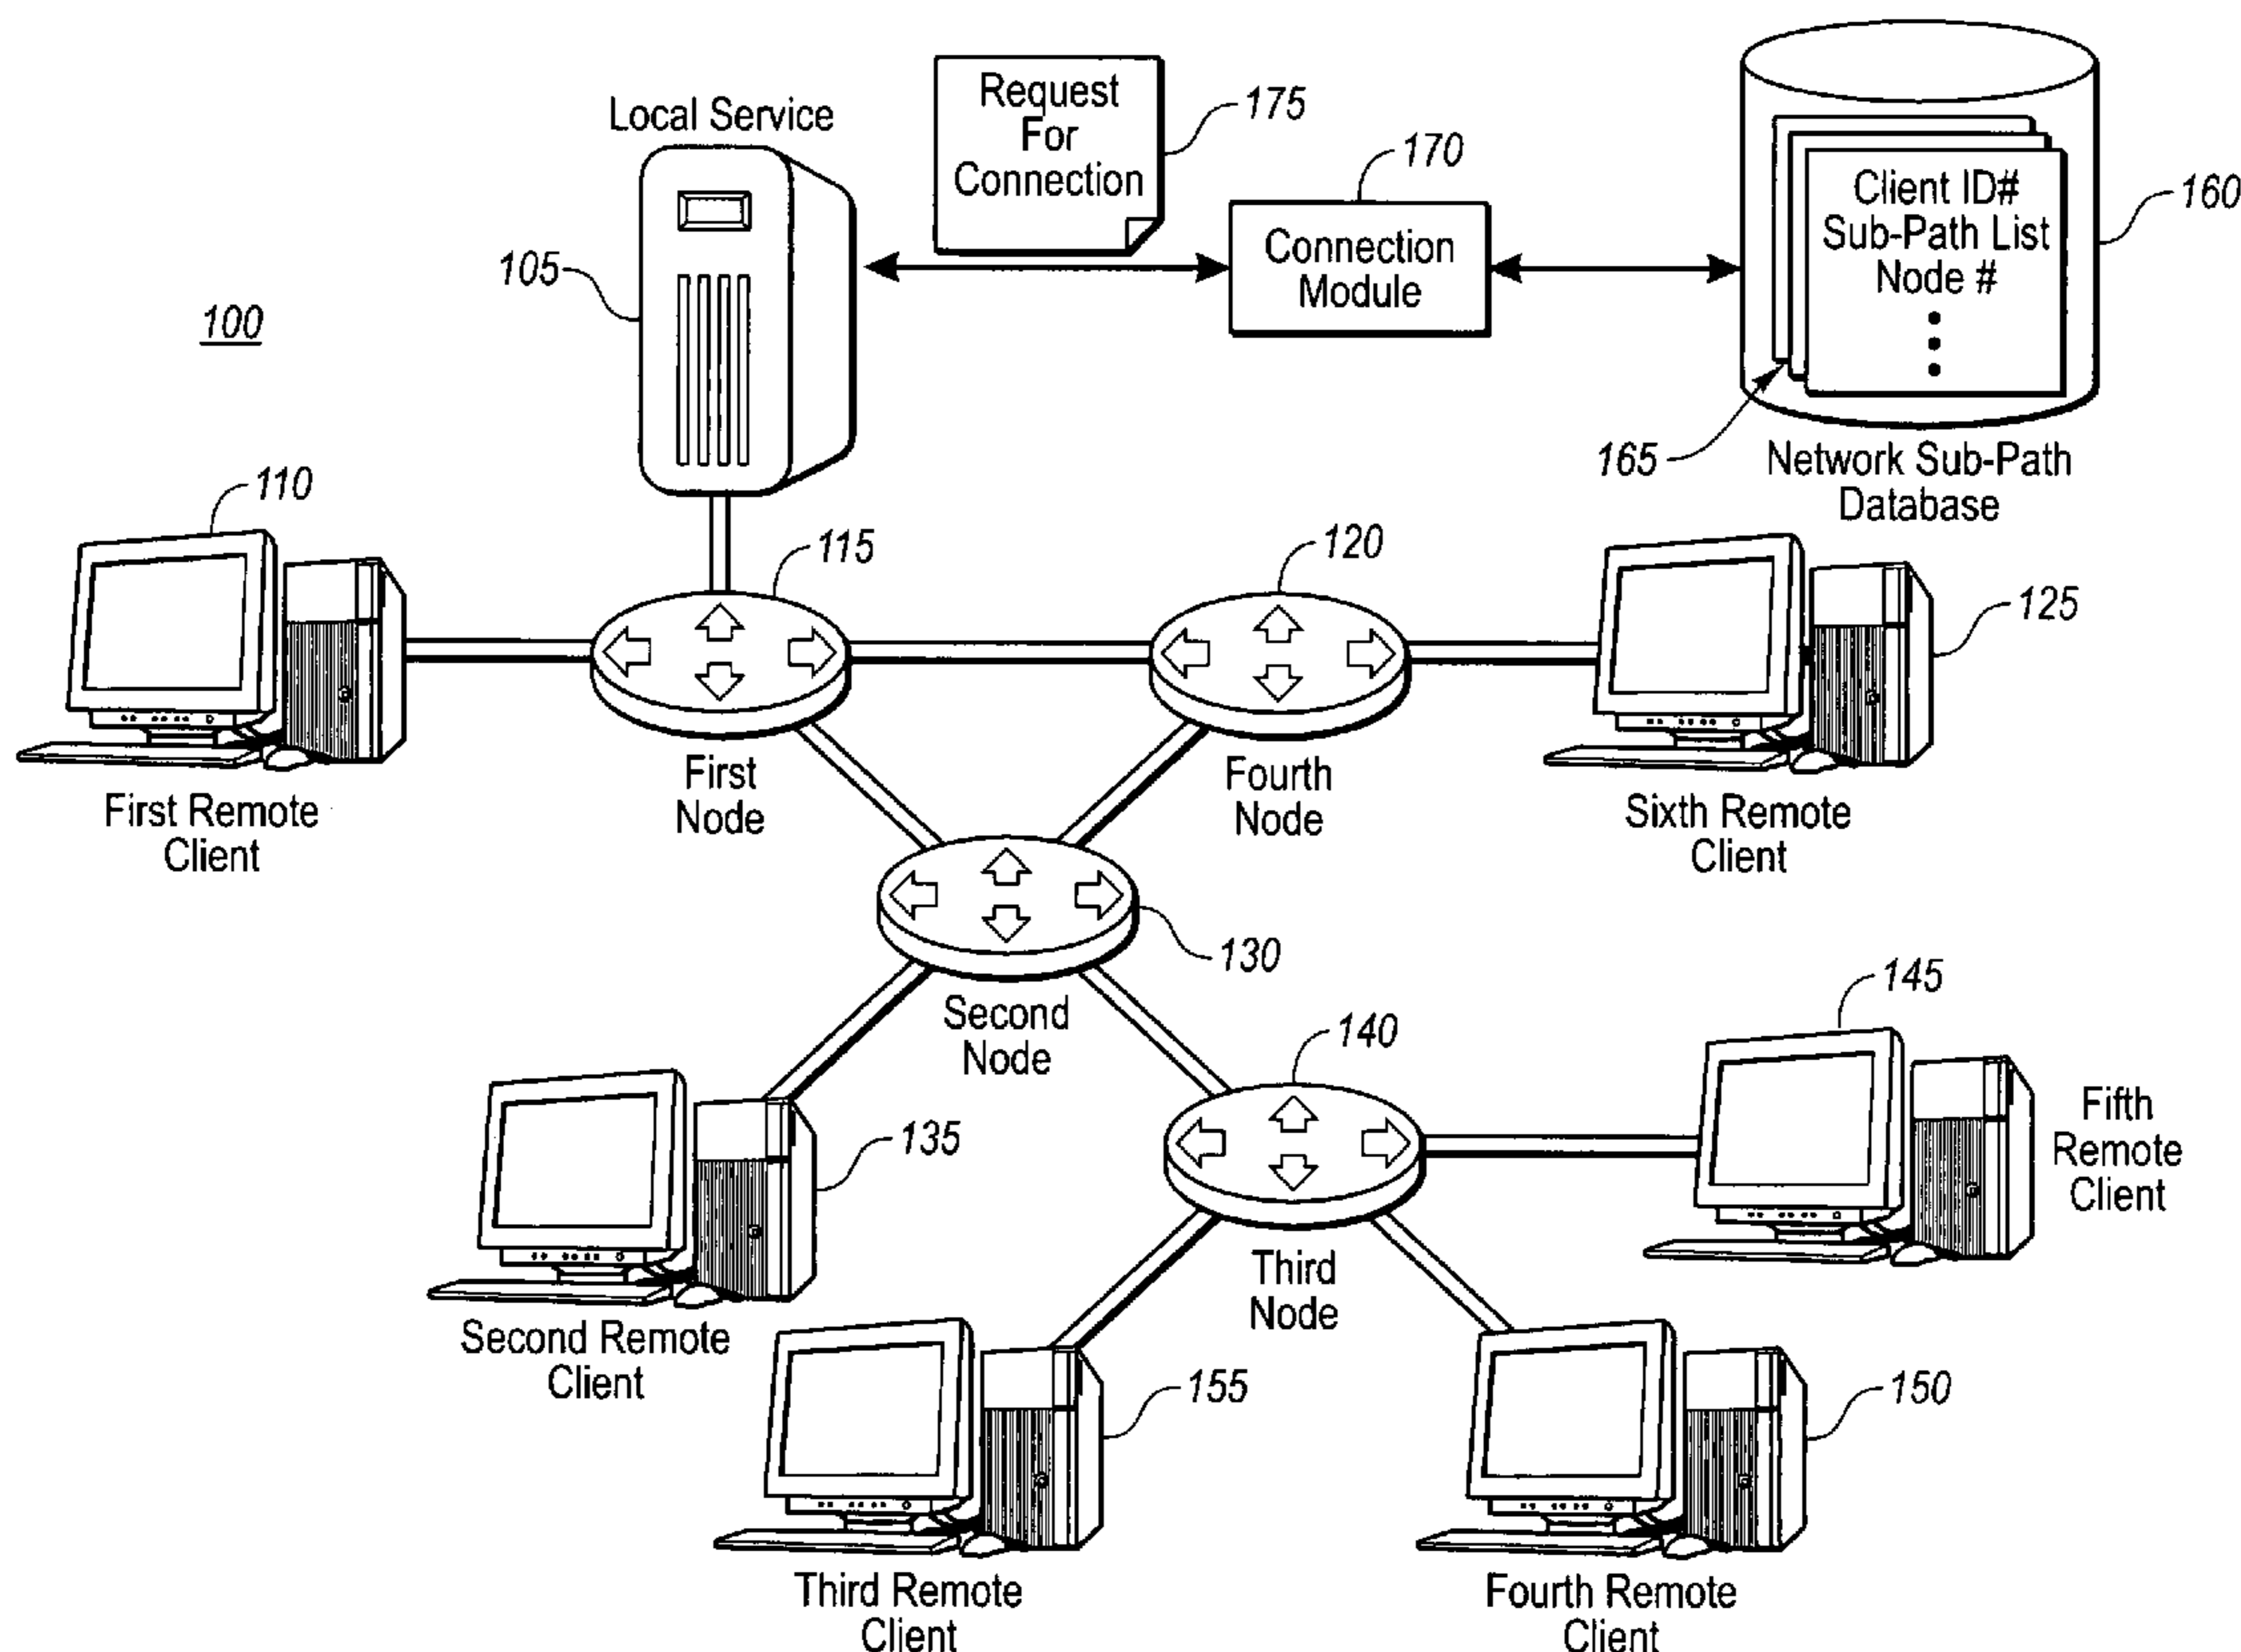 Local Service
Request
For
Connection
175
170
Connection
Module
Client ID#
Sub-Path List
Node #
160
105
100
165
Network Sub-Path
Database
110
115
120
125
First Remote
Client
First
Node
Fourth
Node
Sixth Remote
Client
130
Second
Node
145
140
135
Fifth
Remote
Client
Third
Node
Second Remote
Client
155
150
Third Remote
Client
Fourth Remote
Client